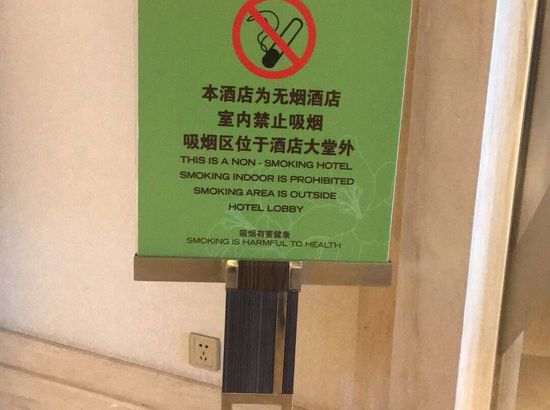 本酒店为无烟酒店
室内禁止吸烟
吸烟区位于酒店大堂外
THIS IS A NON - SMOKING HOTEL
SMOKING INDOOR IS PROHIBITED
SMOKING AREA IS OUTSIDE
HOTEL LOBBY
吸烟有害健康
SMOKING IS HARMFUL TO HEALTH